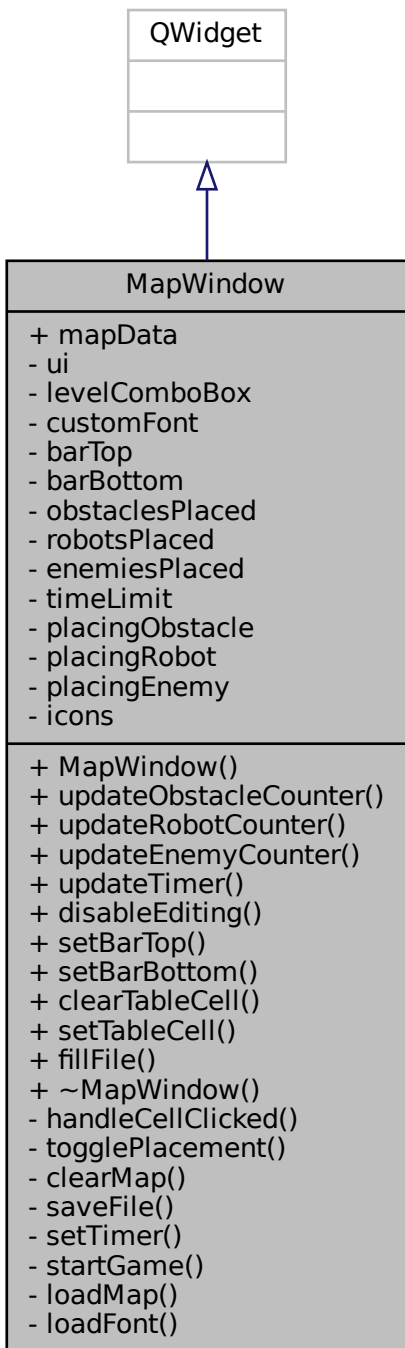 QWidget
MapWindow
+ mapData
- ui
- levelComboBox
- customFont
- barTop
- barBottom
- obstaclesPlaced
- robotsPlaced
- enemiesPlaced
- timeLimit
- placingObstacle
- placingRobot
- placingEnemy
- icons
+ MapWindow()
+ updateObstacleCounter()
+ updateRobotCounter()
+ updateEnemyCounter()
+ updateTimer()
+ disableEditing()
+ setBarTop()
+ setBarBottom()
+ clearTableCell()
+ setTableCell()
+ fillFile()
+ ~MapWindow()
- handleCellClicked()
- togglePlacement()
- clearMap()
- saveFile()
- setTimer()
- startGame()
- loadMap()
- loadFont()